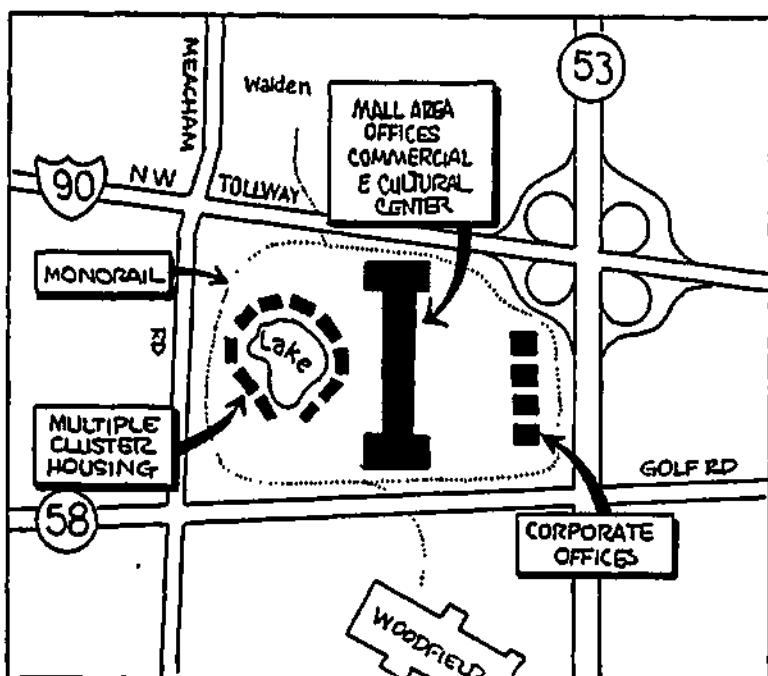 MEACHAM
RD
Walden
53
MALL AREA
OFFICES
COMMERCIAL
E CULTURAL
CENTER
90
NW
TOLLWAY
MONORAIL
Lake
MULTIPLE
CLUSTER
HOUSING
GOLF RD
58
CORPORATE
OFFICES
WOODFIELD